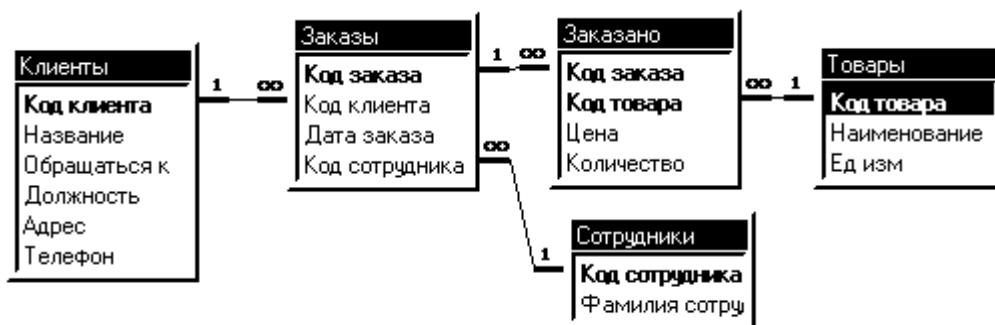 Клиенты
Код клиента
Название
Обращаться к
Должность
Адрес
Телефон
1 ∞
Заказы
Код заказа
Код клиента
Дата заказа
Код сотрудника
1 ∞
∞
1
Заказано
Код заказа
Код товара
Цена
Количество
∞ 1
Товары
Код товара
Наименование
Ед изм
Сотрудники
Код сотрудника
Фамилия сотру